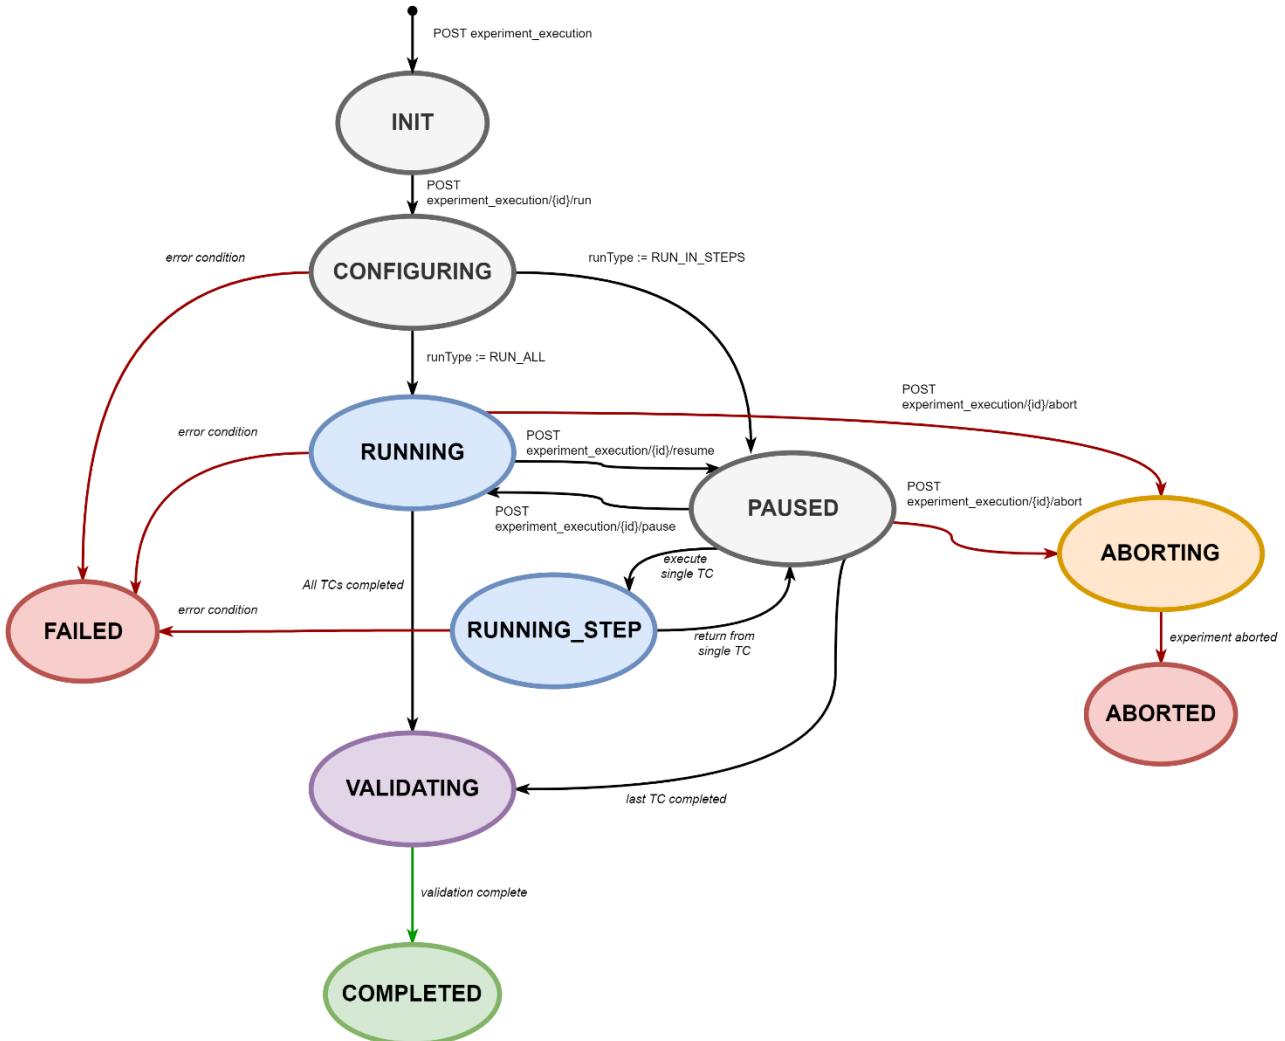 POST experiment_execution
INIT
POST
experiment_execution/{id}/run
error condition
CONFIGURING
runType := RUN_IN_STEPS
runType := RUN_ALL
POST
experiment_execution/{id}/abort
error condition
RUNNING
POST
experiment_execution/{id}/resume
POST
experiment_execution/{id}/pause
PAUSED
POST
experiment_execution/{id}/abort
ABORTING
execute
single TC
All TCs completed
error condition
FAILED
RUNNING_STEP
return from
single TC
experiment aborted
ABORTED
VALIDATING
last TC completed
validation complete
COMPLETED